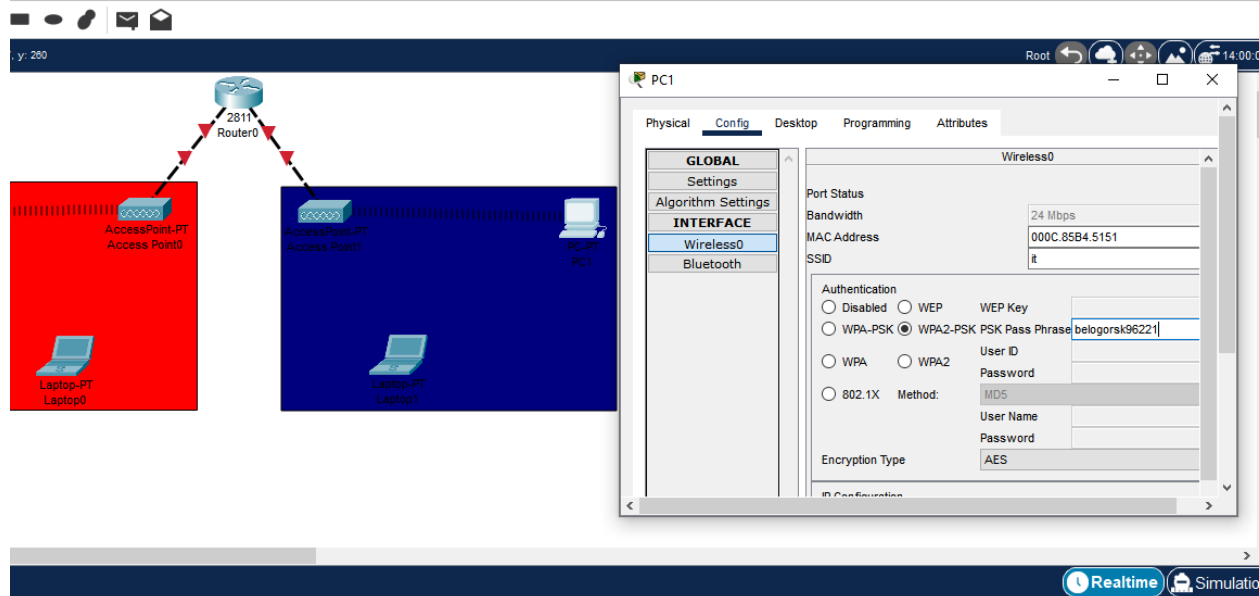 , y: 260
Root
14:00:0
2811
Router0
AccessPoint-PT
Access Point0
AccessPoint-PT
Access Point1
PC-PT
PC1
Laptop-PT
Laptop0
Laptop-PT
Laptop1
PC1
Physical Config Desktop Programming Attributes
GLOBAL
Settings
Algorithm Settings
INTERFACE
Wireless0
Bluetooth
Wireless0
Port Status
Bandwidth 24 Mbps
MAC Address 000C.85B4.5151
SSID it
Authentication
Disabled WEP WEP Key
WPA-PSK WPA2-PSK PSK Pass Phrase belogorsk96221
WPA WPA2 User ID
Password
802.1X Method: MD5
User Name
Password
Encryption Type AES
IP Configuration
Realtime Simulatio